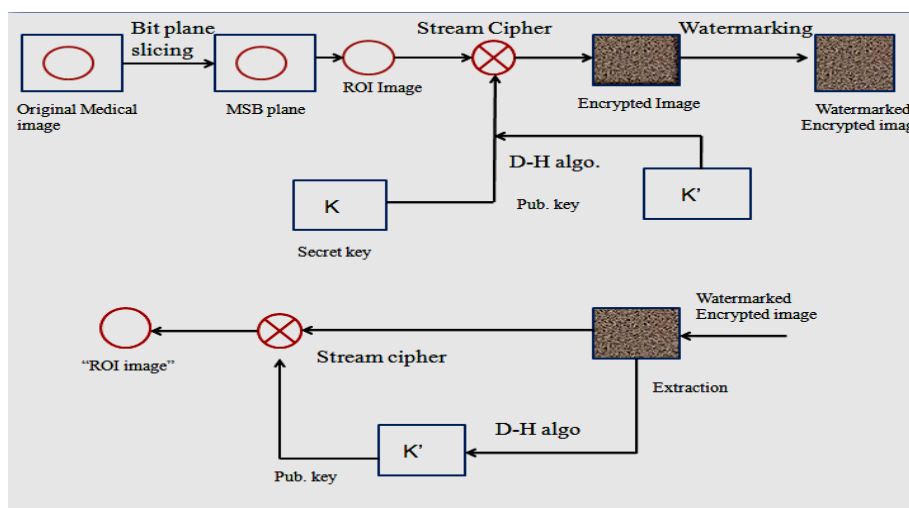 Bit plane
slicing
Stream Cipher
Watermarking
Original Medical
image
MSB plane
ROI Image
Encrypted Image
Watermarked
Encrypted imag
D-H algo.
K
Pub. key
K'
Secret key
Watermarked
Encrypted image
"ROI image"
Stream cipher
Extraction
D-H algo
K'
Pub. key